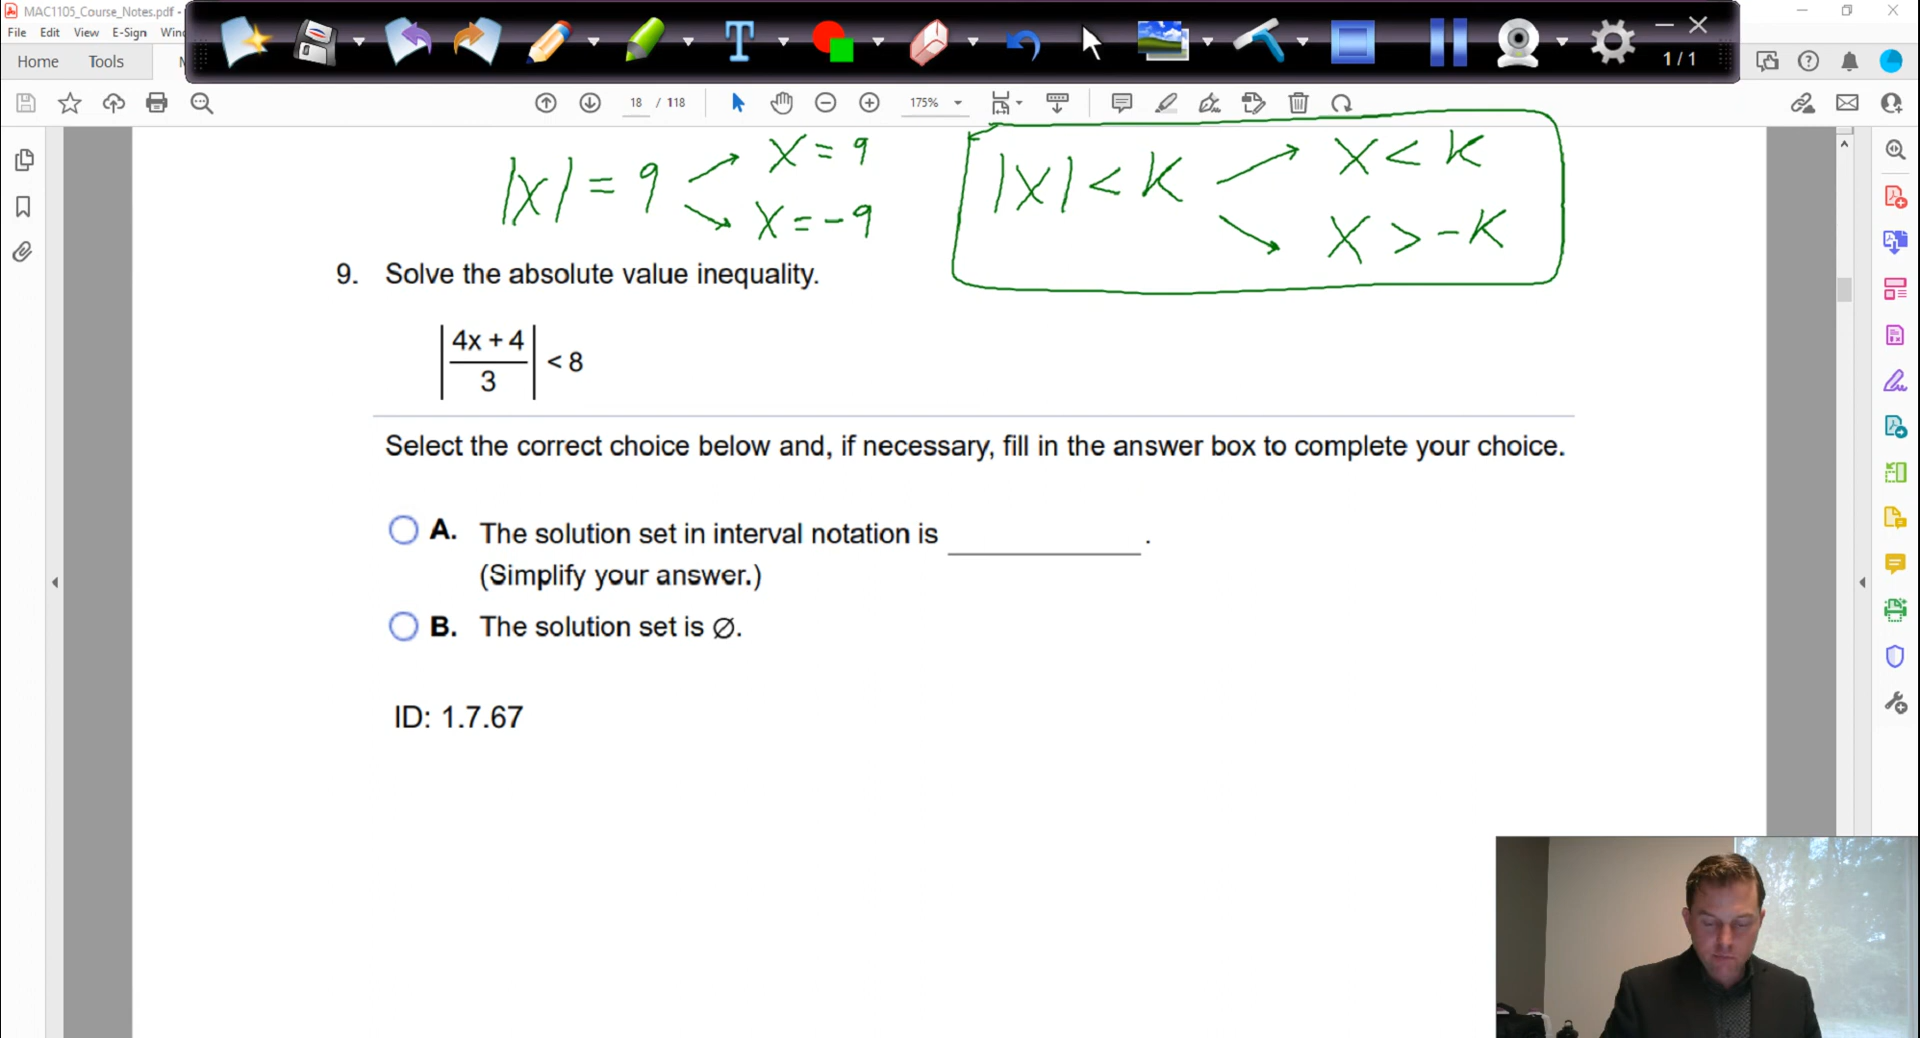 MAC1105_Course_Notes.pdf -
File Edit View E-Sign Win
1/1
Home Tools
18 / 118 175%
|x| = 9 x = 9
x = -9
|x| < K x < K
x > -K
9. Solve the absolute value inequality.
|4x + 4
3| < 8
Select the correct choice below and, if necessary, fill in the answer box to complete your choice.
A. The solution set in interval notation is ________.
(Simplify your answer.)
B. The solution set is ∅.
ID: 1.7.67